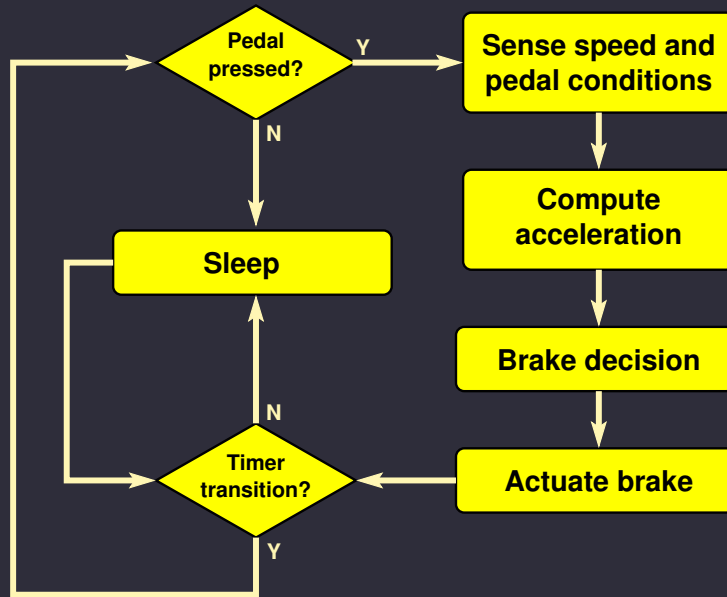 Pedal
pressed?
Y
N
Sense speed and
pedal conditions
Compute
acceleration
Sleep
Brake decision
N
Timer
transition?
Y
Actuate brake